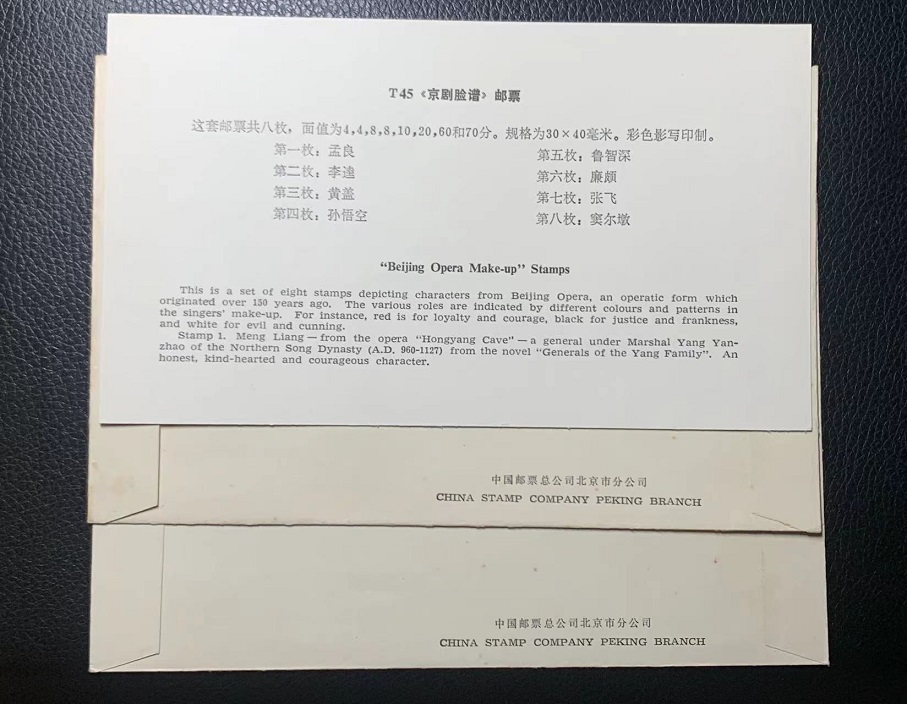 T45《京剧脸谱》邮票
这套邮票共八枚，面值为4,4,8,8,10,20,60和70分。规格为30×40毫米。彩色影写印制。
第一枚：孟良
第二枚：李逵
第三枚：黄盖
第四枚：孙悟空
第五枚：鲁智深
第六枚：廉颇
第七枚：张飞
第八枚：窦尔墩
“Beijing Opera Make-up” Stamps
This is a set of eight stamps depicting characters from Beijing Opera, an operatic form which
originated over 150 years ago. The various roles are indicated by different colours and patterns in
the singers’ make-up. For instance, red is for loyalty and courage, black for justice and frankness,
and white for evil and cunning.
Stamp 1. Meng Liang — from the opera “Hongyang Cave” — a general under Marshal Yang Yan-
zhao of the Northern Song Dynasty (A.D. 960-1127) from the novel “Generals of the Yang Family”. An
honest, kind-hearted and courageous character.
中国邮票总公司北京市分公司
CHINA STAMP COMPANY PEKING BRANCH
中国邮票总公司北京市分公司
CHINA STAMP COMPANY PEKING BRANCH